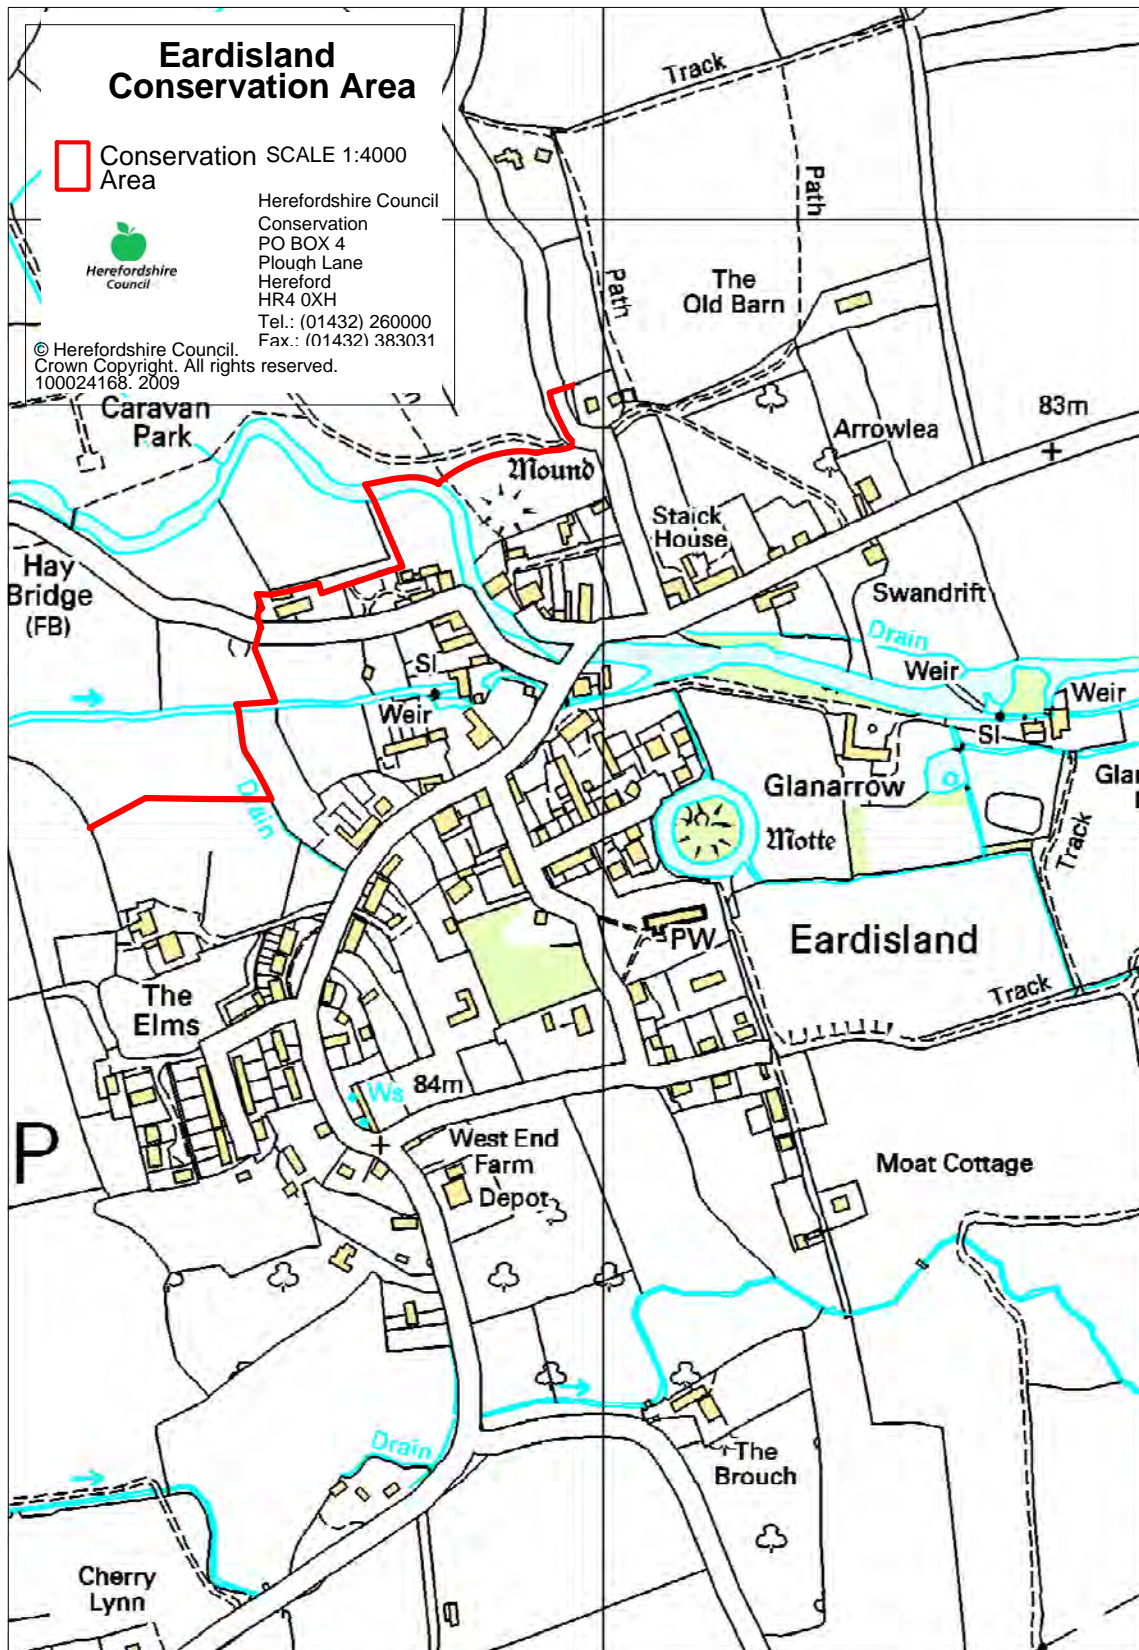 Eardisland
Conservation Area
Conservation
Area
SCALE 1:4000
Herefordshire Council
Conservation
PO BOX 4
Plough Lane
Hereford
HR4 0XH
Tel.: (01432) 260000
Fax.: (01432) 383031
Herefordshire
Council
© Herefordshire Council.
Crown Copyright. All rights reserved.
100024168. 2009
Track
Path
Path
The
Old Barn
83m
Caravan
Park
Arrowlea
Mound
Staick
House
Hay
Bridge
(FB)
Swandrift
Drain
Sl
Weir
Weir
Weir
Sl
Drain
Glanarrow
Motte
Track
PW
Eardisland
Track
The
Elms
84m
Ws
P
West End
Farm
Depot
Moat Cottage
Drain
The
Brouch
Cherry
Lynn